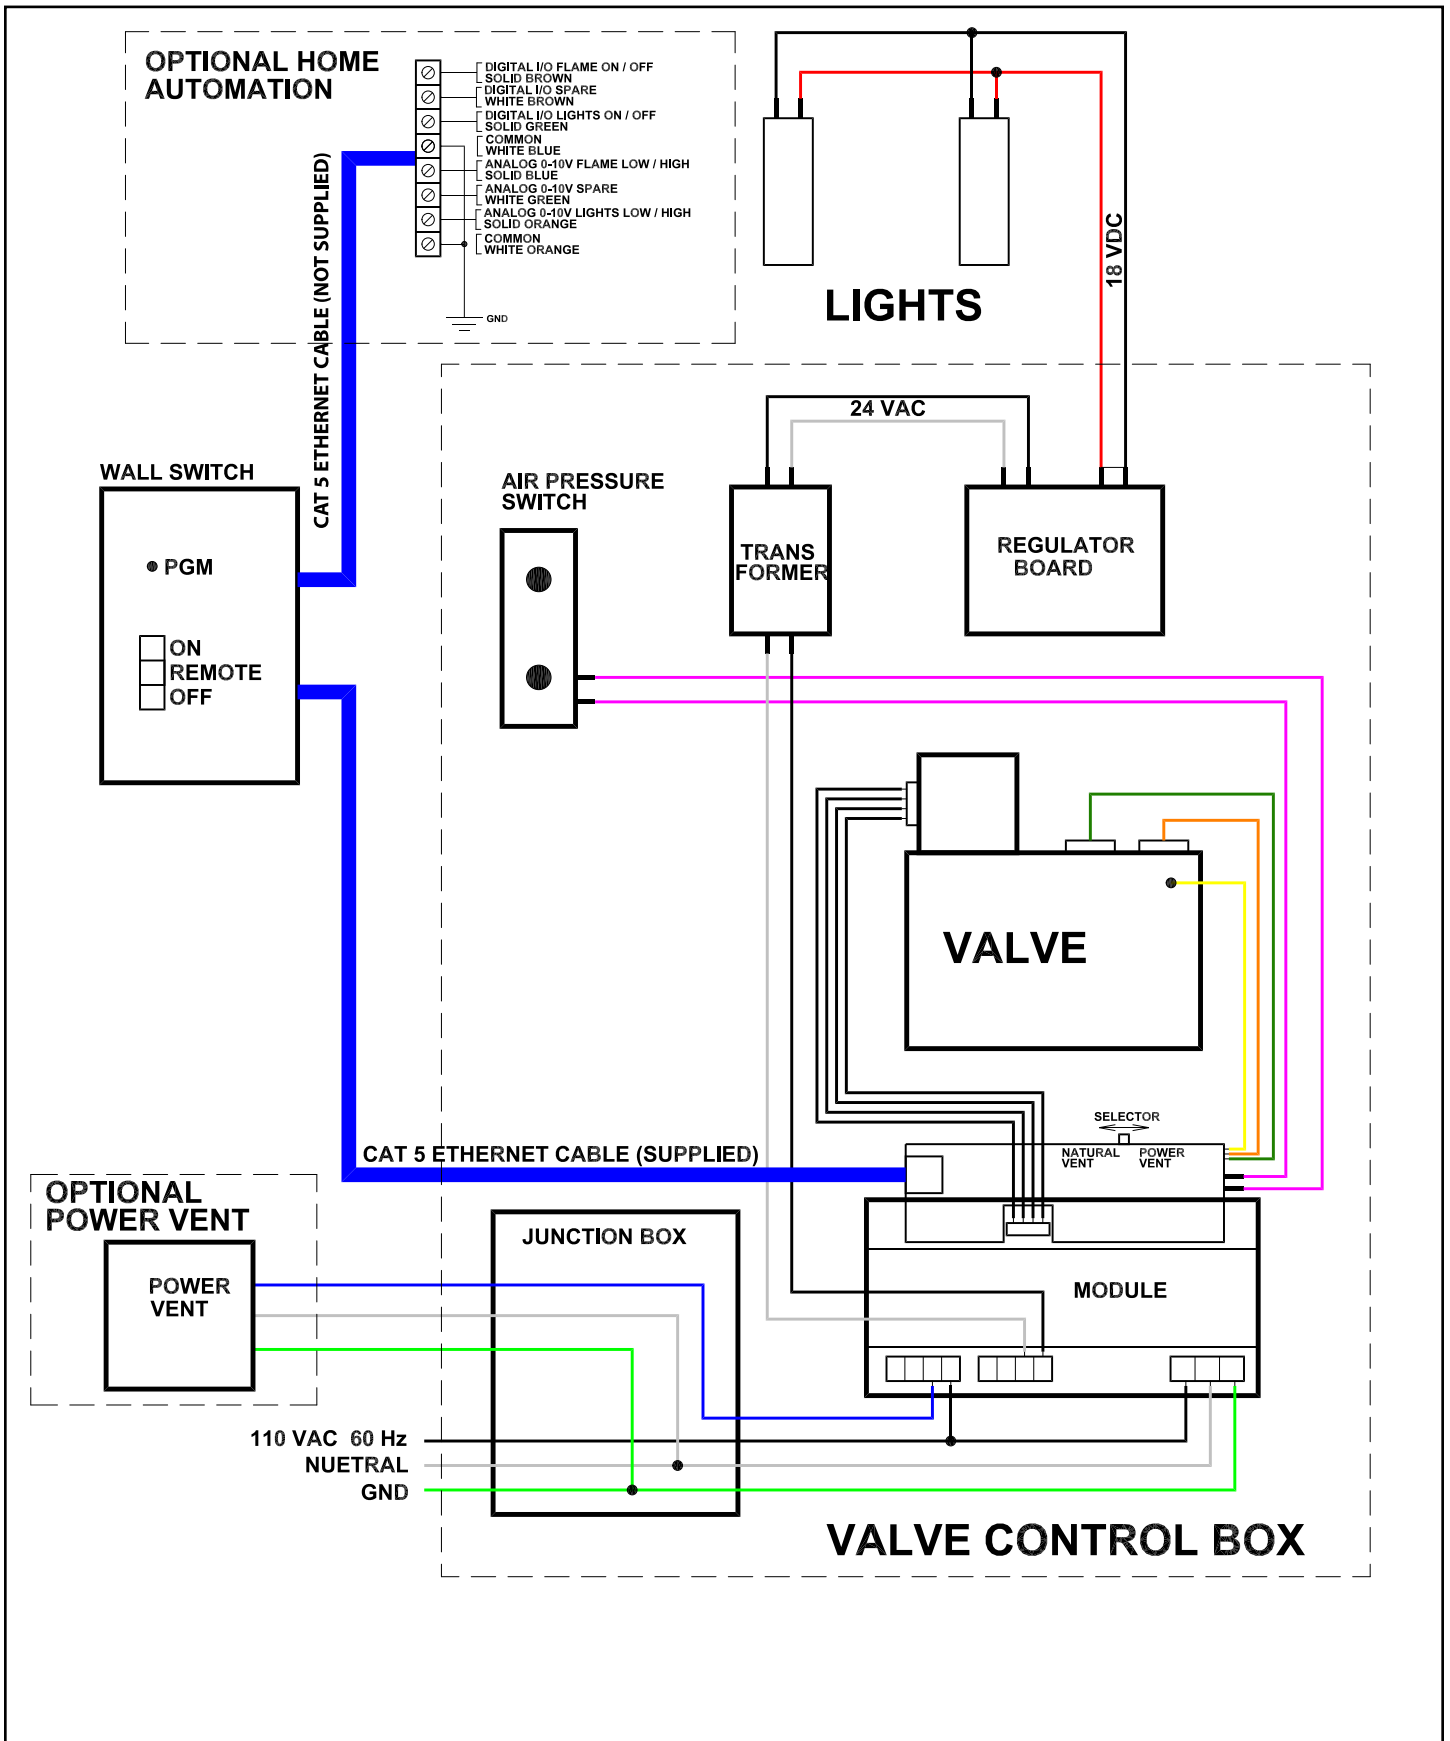 OPTIONAL HOME
AUTOMATION
DIGITAL I/O FLAME ON / OFF
SOLID BROWN
DIGITAL I/O SPARE
WHITE BROWN
DIGITAL I/O LIGHTS ON / OFF
SOLID GREEN
COMMON
WHITE BLUE
ANALOG 0-10V FLAME LOW / HIGH
SOLID BLUE
ANALOG 0-10V SPARE
WHITE GREEN
ANALOG 0-10V LIGHTS LOW / HIGH
SOLID ORANGE
COMMON
WHITE ORANGE
GND
CAT 5 ETHERNET CABLE (NOT SUPPLIED)
LIGHTS
18 VDC
24 VAC
WALL SWITCH
PGM
ON
REMOTE
OFF
AIR PRESSURE
SWITCH
TRANS
FORMER
REGULATOR
BOARD
VALVE
SELECTOR
NATURAL
VENT
POWER
VENT
CAT 5 ETHERNET CABLE (SUPPLIED)
OPTIONAL
POWER VENT
POWER
VENT
JUNCTION BOX
MODULE
110 VAC 60 Hz
NUETRAL
GND
VALVE CONTROL BOX